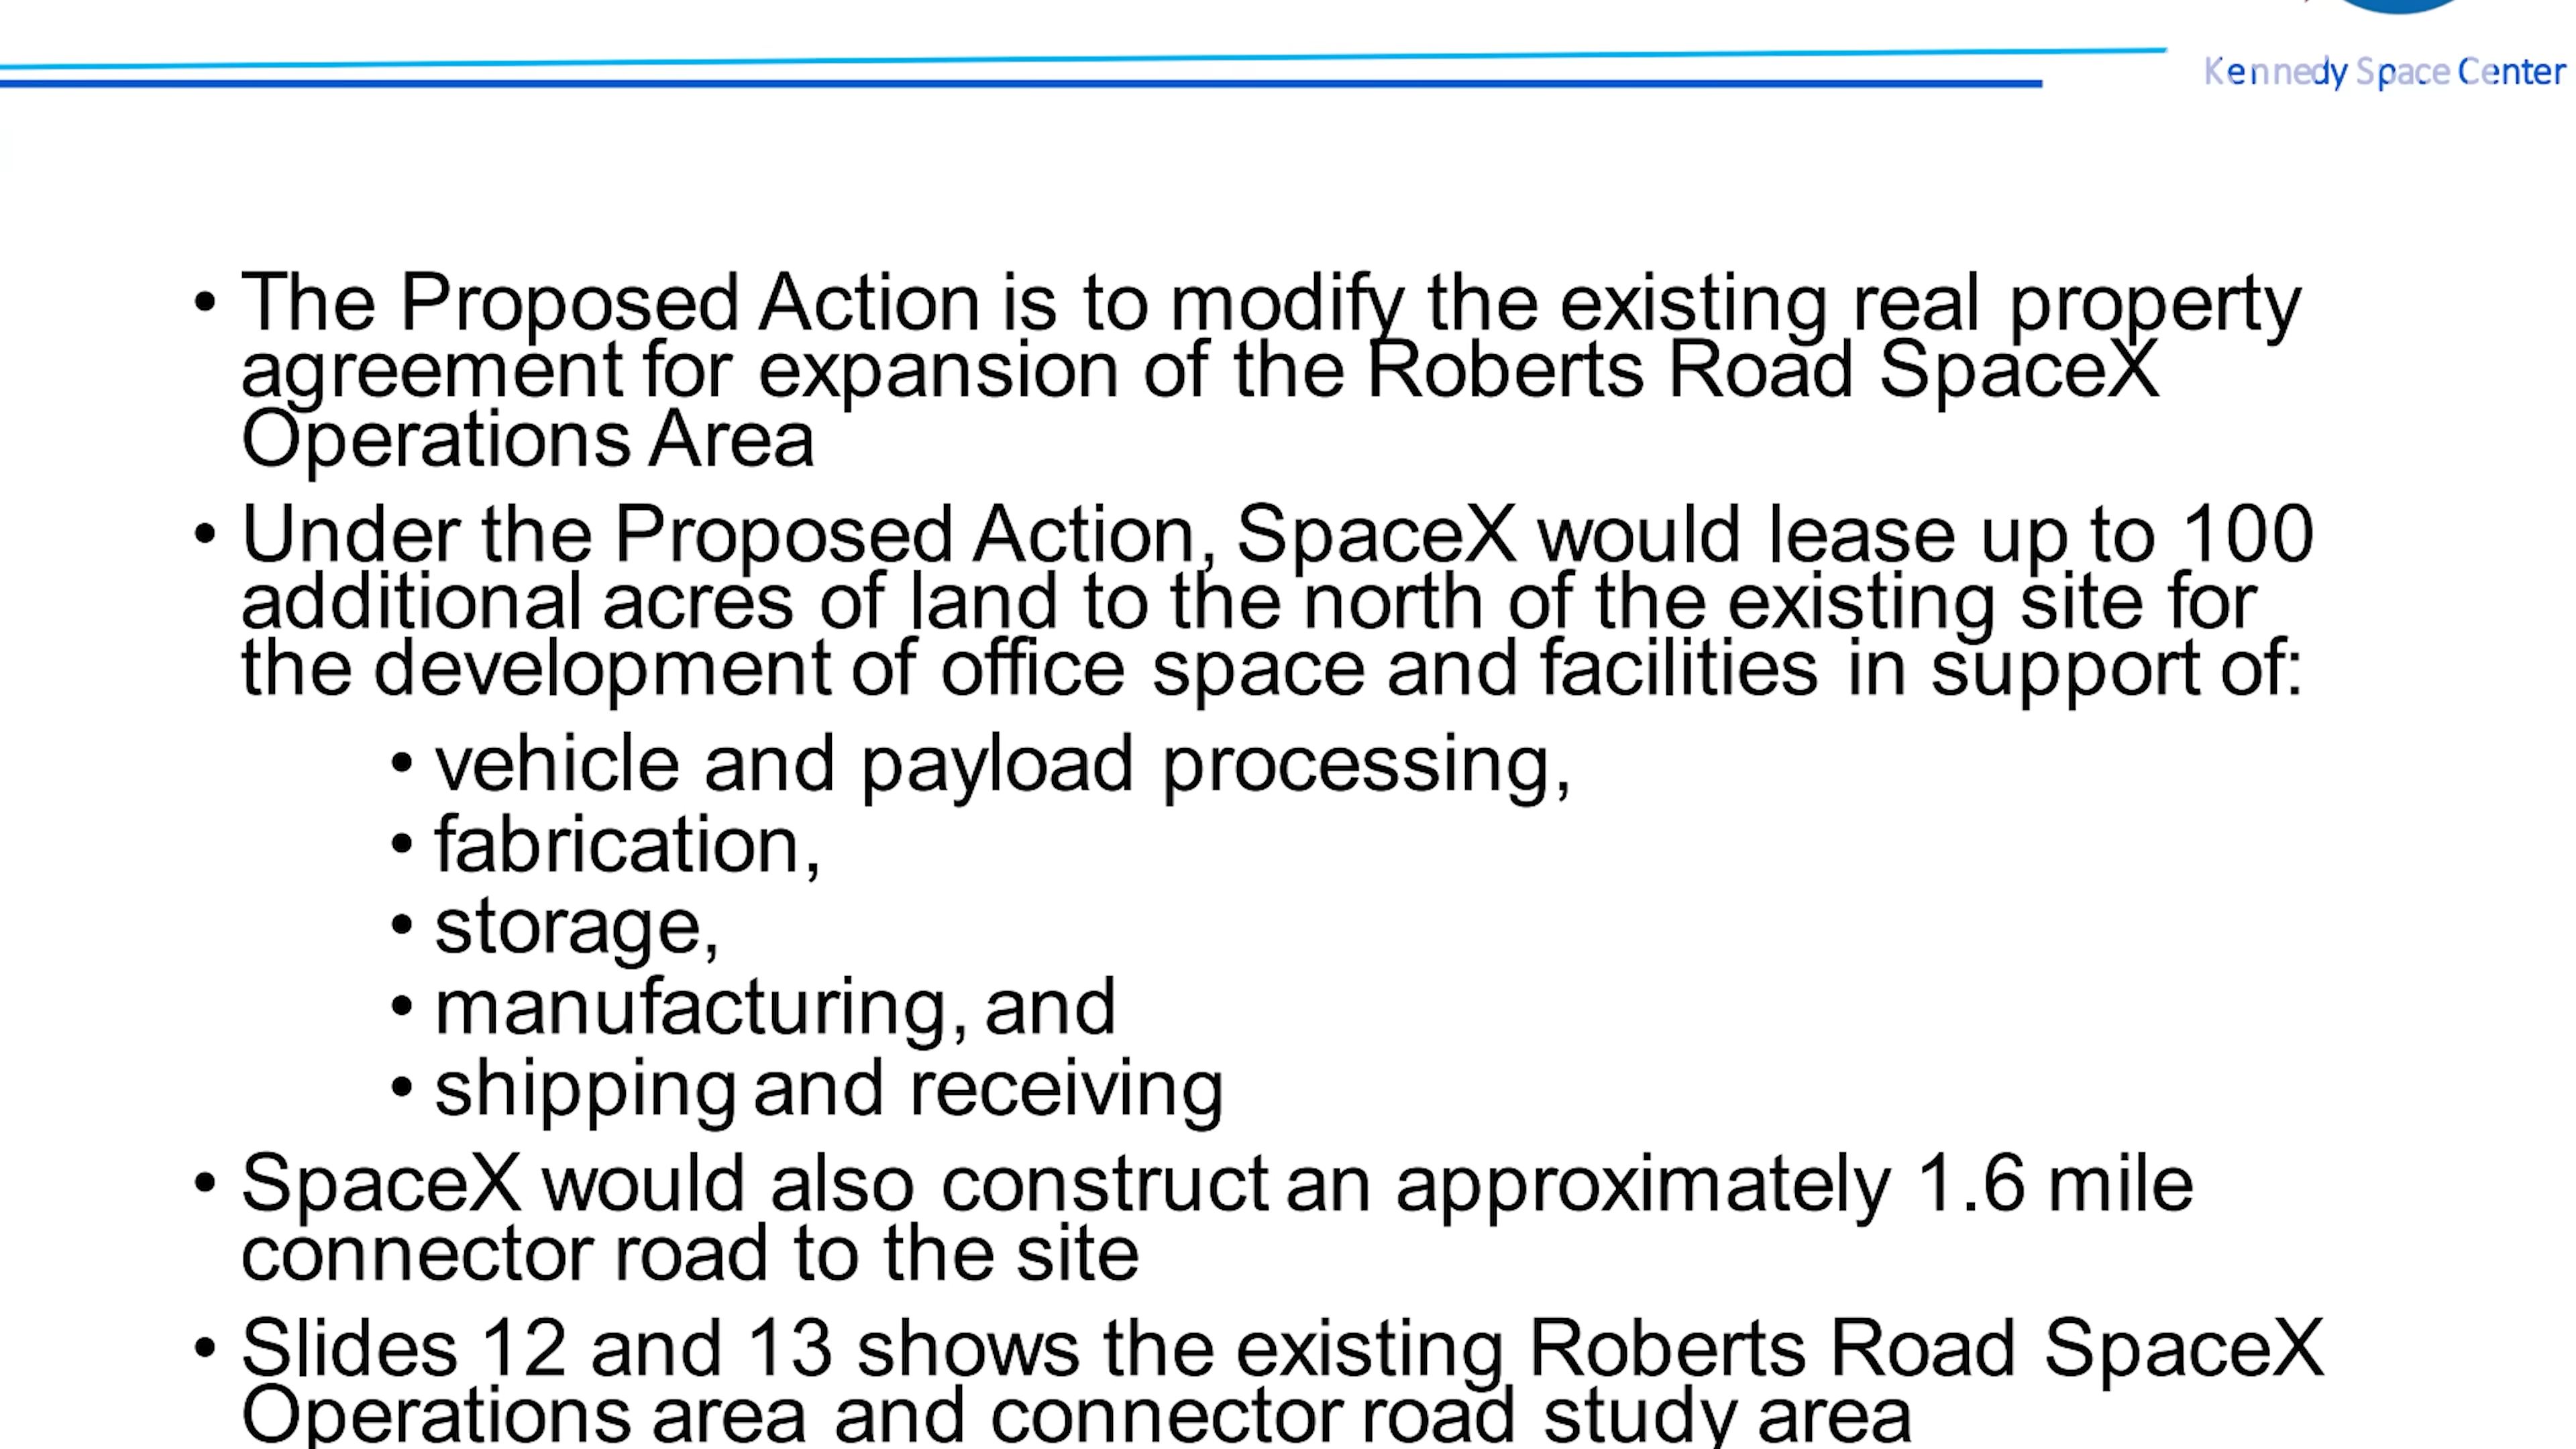 Kennedy Space Center
• The Proposed Action is to modify the existing real property
agreement for expansion of the Roberts Road SpaceX
Operations Area
• Under the Proposed Action, SpaceX would lease up to 100
additional acres of land to the north of the existing site for
the development of office space and facilities in support of:
• vehicle and payload processing,
• fabrication,
• storage,
• manufacturing, and
• shipping and receiving
• SpaceX would also construct an approximately 1.6 mile
connector road to the site
• Slides 12 and 13 shows the existing Roberts Road SpaceX
Operations area and connector road study area